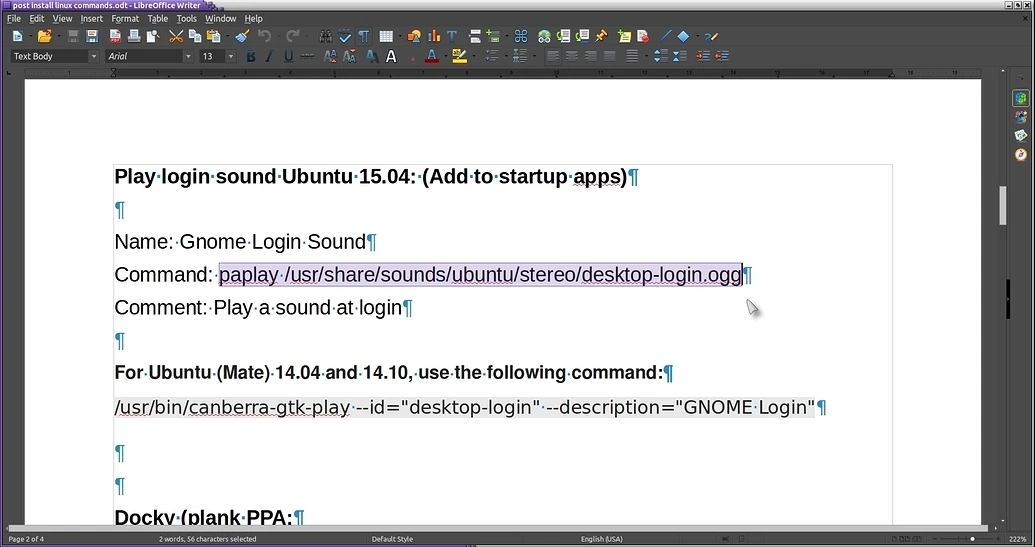 post install linux commands.odt - LibreOffice Writer
File Edit View Insert Format Table Tools Window Help
Text Body Arial 13
Play login sound Ubuntu 15.04: (Add to startup apps)¶
¶
Name: Gnome Login Sound¶
Command: paplay /usr/share/sounds/ubuntu/stereo/desktop-login.ogg¶
Comment: Play a sound at login¶
¶
For Ubuntu (Mate) 14.04 and 14.10, use the following command:¶
/usr/bin/canberra-gtk-play --id="desktop-login" --description="GNOME Login"¶
¶
¶
Docky (plank PPA:¶
Page 2 of 4 2 words, 56 characters selected Default Style English (USA) 222%